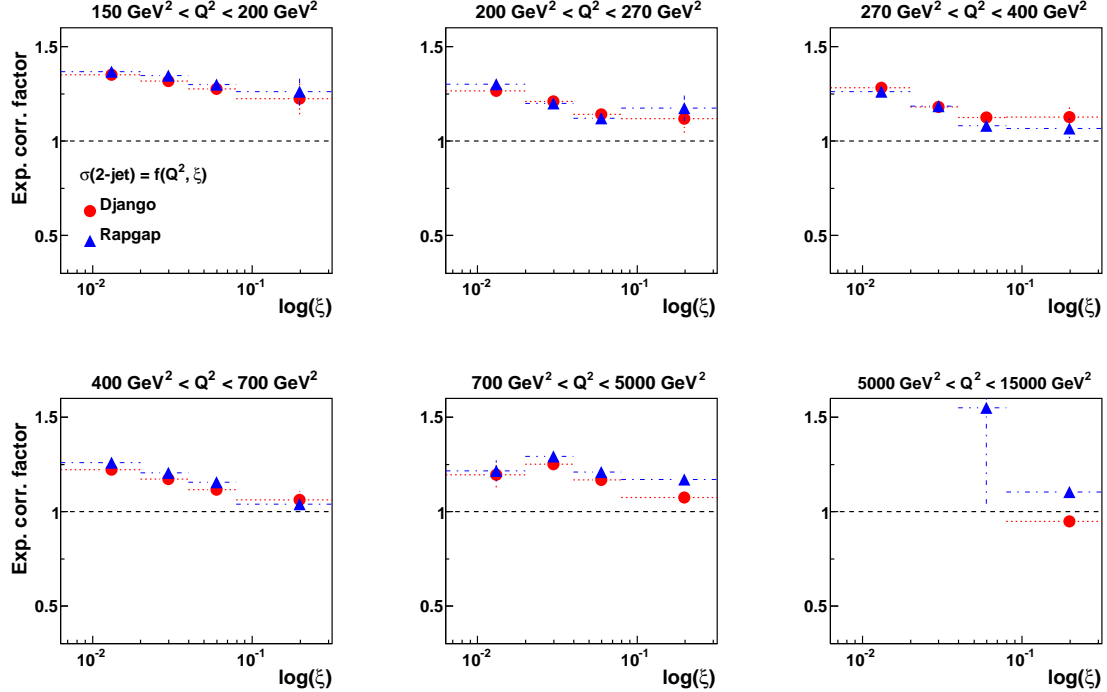 150 GeV² < Q² < 200 GeV²
Exp. corr. factor
1.5
1
0.5
σ(2-jet) = f(Q², ξ)
Django
Rapgap
10⁻²
10⁻¹
log(ξ)
200 GeV² < Q² < 270 GeV²
1.5
1
0.5
10⁻²
10⁻¹
log(ξ)
270 GeV² < Q² < 400 GeV²
1.5
1
0.5
10⁻²
10⁻¹
log(ξ)
400 GeV² < Q² < 700 GeV²
Exp. corr. factor
1.5
1
0.5
10⁻²
10⁻¹
log(ξ)
700 GeV² < Q² < 5000 GeV²
1.5
1
0.5
10⁻²
10⁻¹
log(ξ)
5000 GeV² < Q² < 15000 GeV²
1.5
1
0.5
10⁻²
10⁻¹
log(ξ)